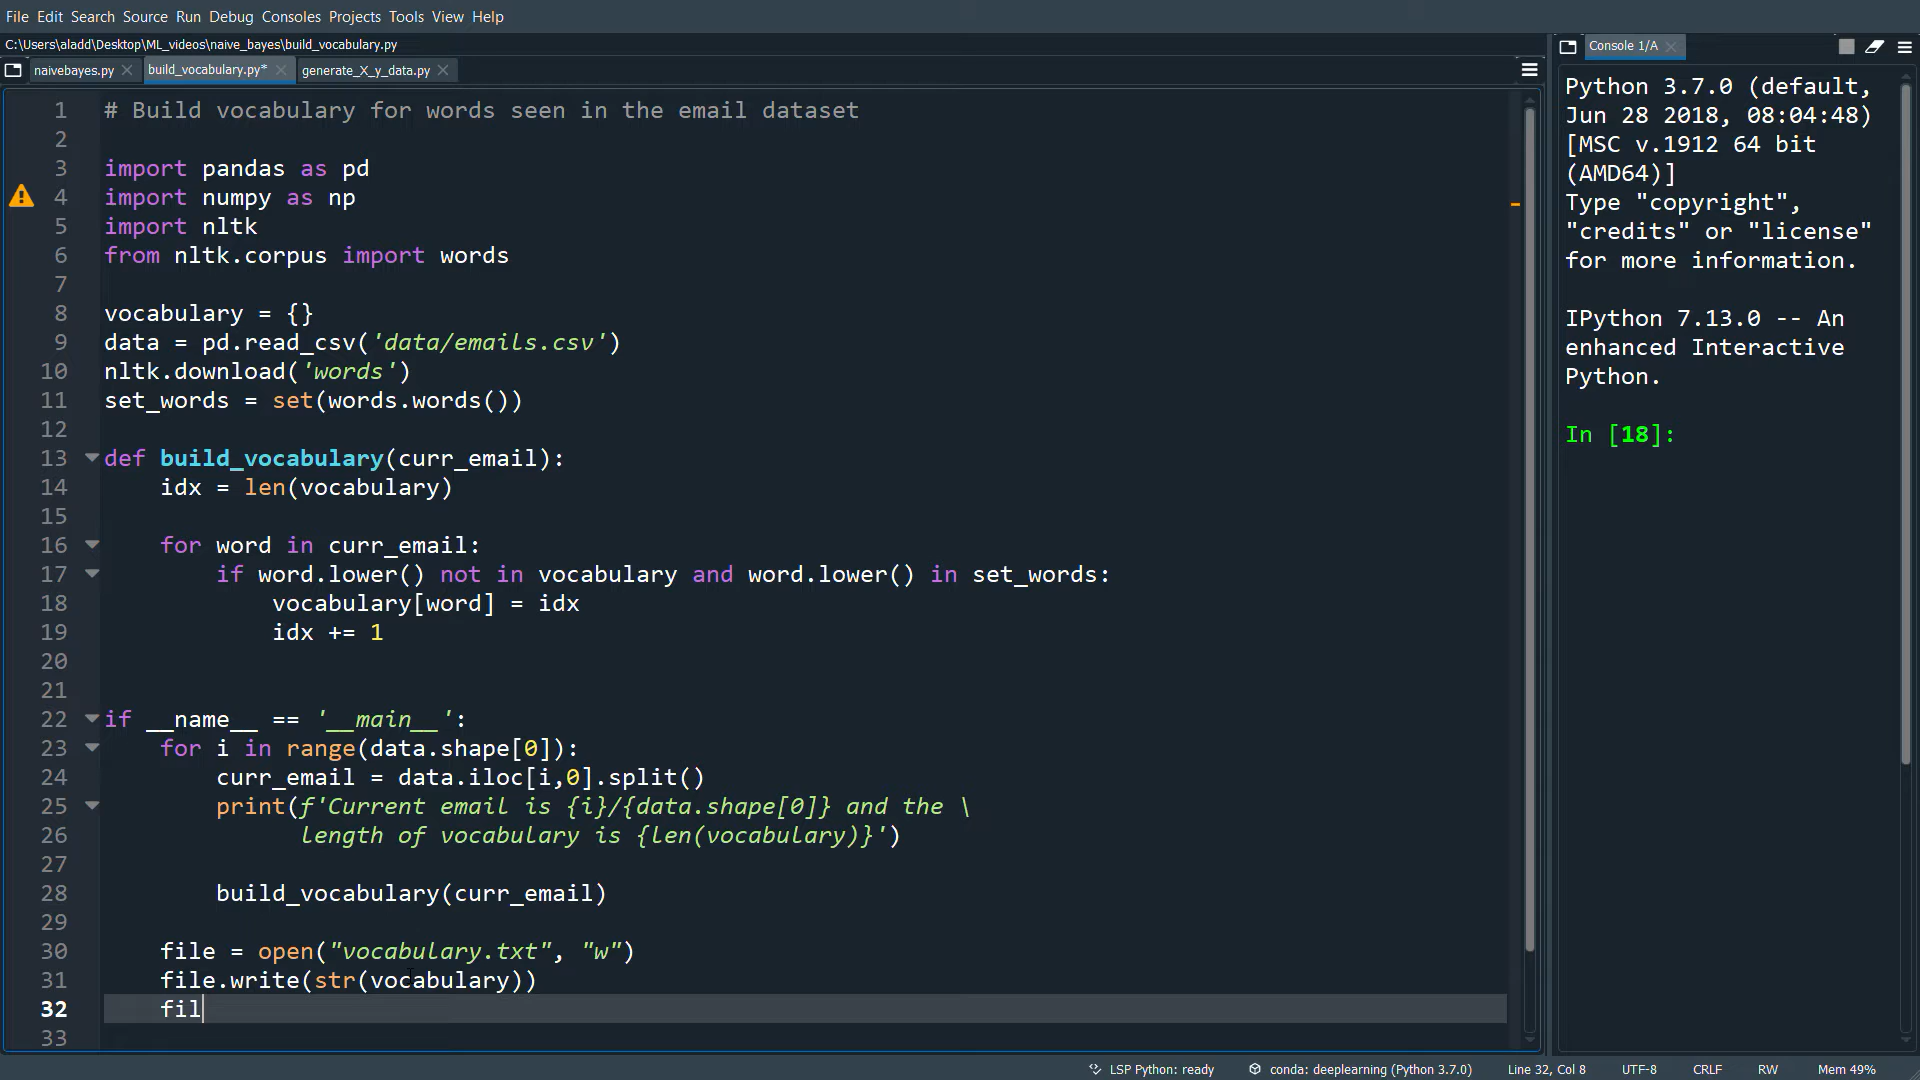 File Edit Search Source Run Debug Consoles Projects Tools View Help
C:\Users\aladd\Desktop\ML_videos\naive_bayes\build_vocabulary.py
naivebayes.py build_vocabulary.py* generate_X_y_data.py
1 # Build vocabulary for words seen in the email dataset
2
3 import pandas as pd
4 import numpy as np
5 import nltk
6 from nltk.corpus import words
7
8 vocabulary = {}
9 data = pd.read_csv('data/emails.csv')
10 nltk.download('words')
11 set_words = set(words.words())
12
13 def build_vocabulary(curr_email):
14     idx = len(vocabulary)
15
16     for word in curr_email:
17         if word.lower() not in vocabulary and word.lower() in set_words:
18             vocabulary[word] = idx
19             idx += 1
20
21
22 if __name__ == '__main__':
23     for i in range(data.shape[0]):
24         curr_email = data.iloc[i,0].split()
25         print(f'Current email is {i}/{data.shape[0]} and the \
26               length of vocabulary is {len(vocabulary)}')
27
28         build_vocabulary(curr_email)
29
30     file = open("vocabulary.txt", "w")
31     file.write(str(vocabulary))
32     fil
33
Console 1/A
Python 3.7.0 (default,
Jun 28 2018, 08:04:48)
[MSC v.1912 64 bit
(AMD64)]
Type "copyright",
"credits" or "license"
for more information.
IPython 7.13.0 -- An
enhanced Interactive
Python.
In [18]:
LSP Python: ready conda: deeplearning (Python 3.7.0) Line 32, Col 8 UTF-8 CRLF RW Mem 49%